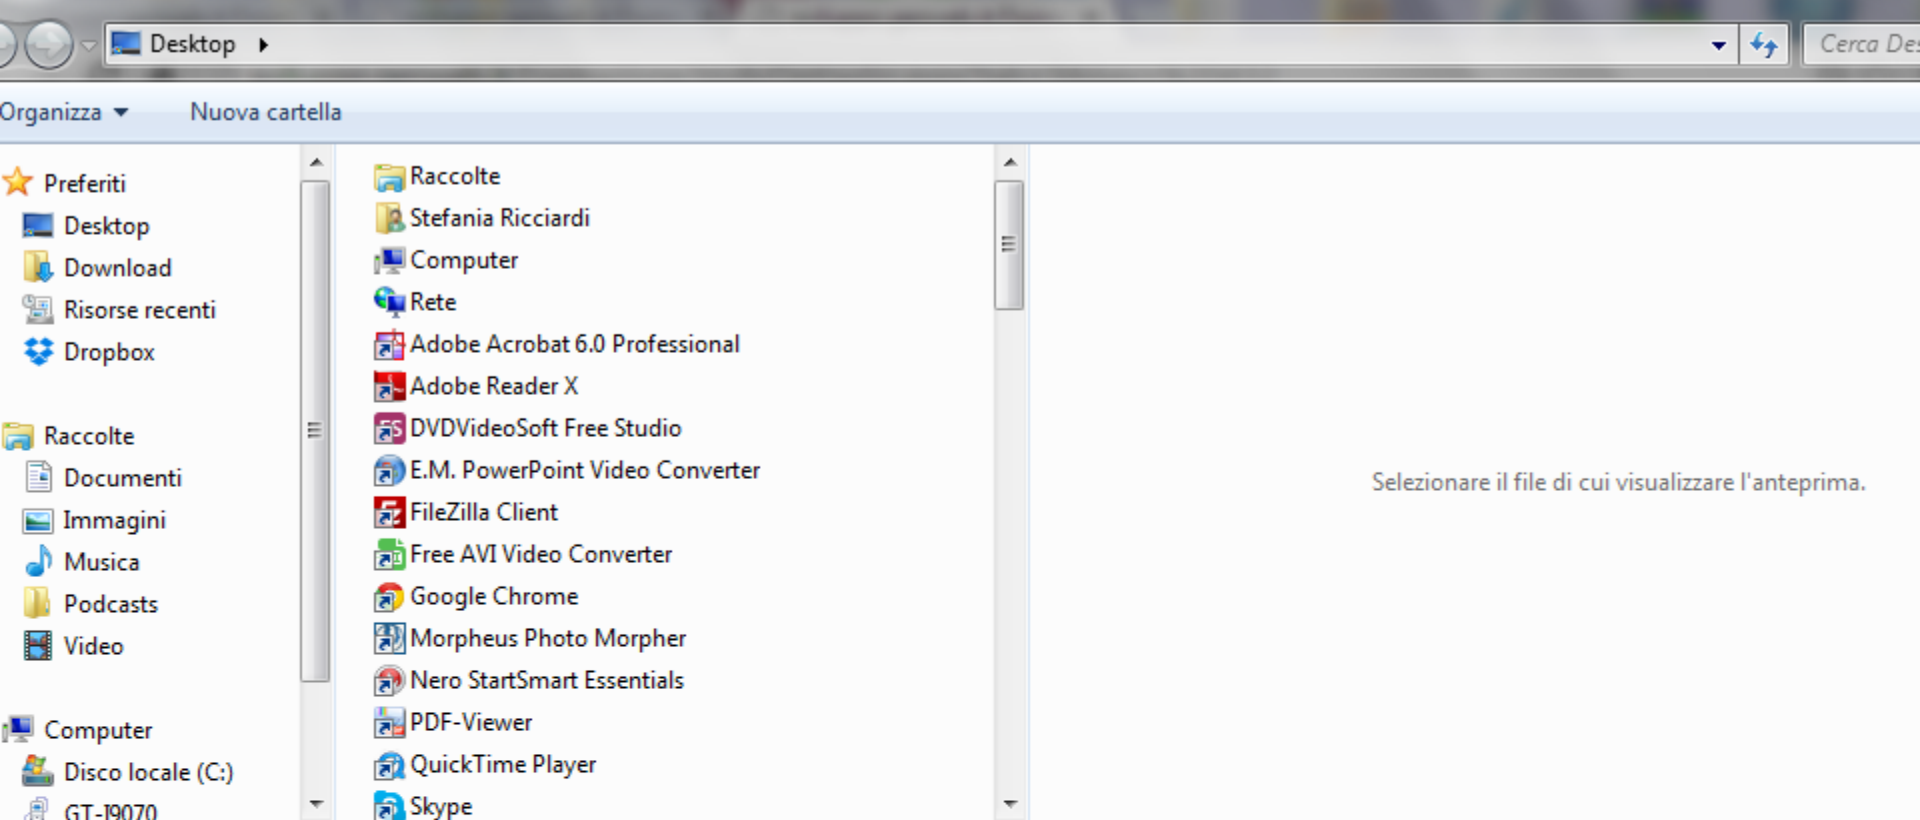 Desktop
Cerca Des
Organizza
Nuova cartella
Preferiti
Desktop
Download
Risorse recenti
Dropbox
Raccolte
Documenti
Immagini
Musica
Podcasts
Video
Computer
Disco locale (C:)
GT-I9070
Raccolte
Stefania Ricciardi
Computer
Rete
Adobe Acrobat 6.0 Professional
Adobe Reader X
DVDVideoSoft Free Studio
E.M. PowerPoint Video Converter
FileZilla Client
Free AVI Video Converter
Google Chrome
Morpheus Photo Morpher
Nero StartSmart Essentials
PDF-Viewer
QuickTime Player
Skype
Selezionare il file di cui visualizzare l'anteprima.